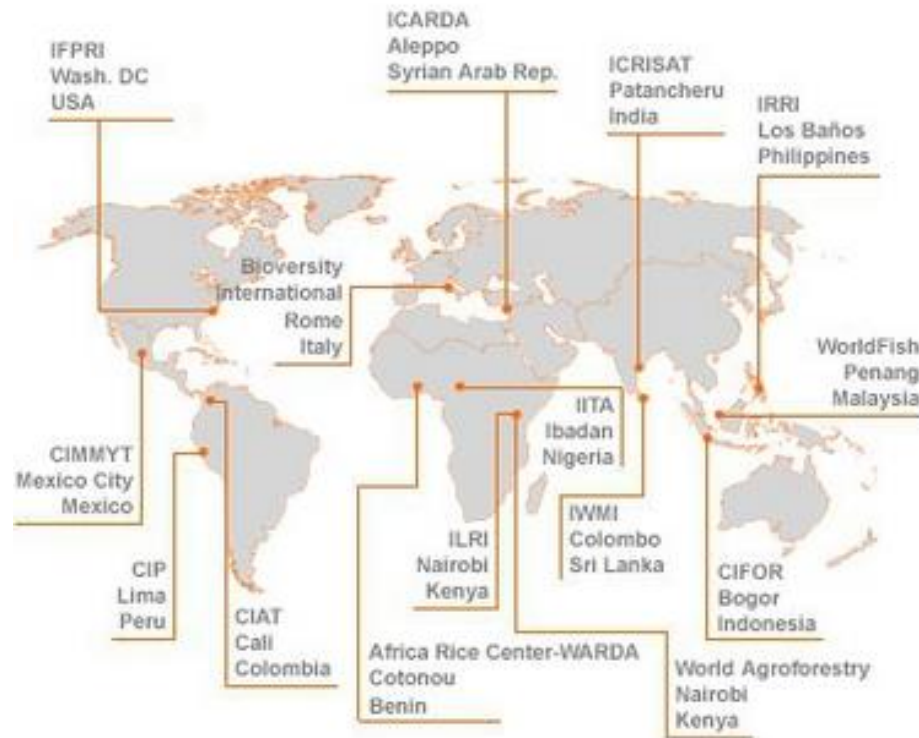 IFPRI
Wash. DC
USA
ICARDA
Aleppo
Syrian Arab Rep.
ICRISAT
Patancheru
India
IRRI
Los Baños
Philippines
Bioversity
International
Rome
Italy
WorldFish
Penang
Malaysia
CIMMYT
Mexico City
Mexico
IITA
Ibadan
Nigeria
CIP
Lima
Peru
CIAT
Cali
Colombia
ILRI
Nairobi
Kenya
IWMI
Colombo
Sri Lanka
CIFOR
Bogor
Indonesia
Africa Rice Center-WARDA
Cotonou
Benin
World Agroforestry
Nairobi
Kenya